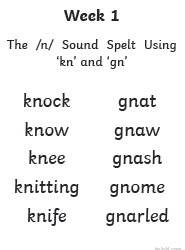 Week 1
The /n/ Sound Spelt Using
‘kn’ and ‘gn’
knock gnat
know gnaw
knee gnash
knitting gnome
knife gnarled